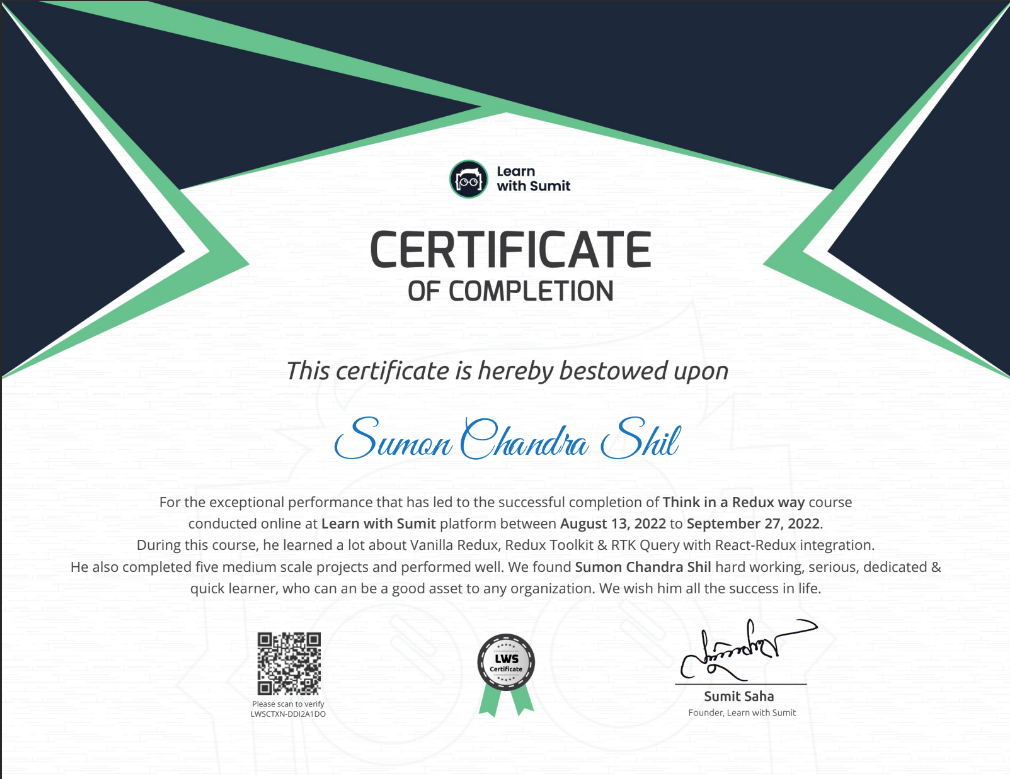 Learn
with Sumit
CERTIFICATE
OF COMPLETION
This certificate is hereby bestowed upon
Sumon Chandra Shil
For the exceptional performance that has led to the successful completion of Think in a Redux way course
conducted online at Learn with Sumit platform between August 13, 2022 to September 27, 2022.
During this course, he learned a lot about Vanilla Redux, Redux Toolkit & RTK Query with React-Redux integration.
He also completed five medium scale projects and performed well. We found Sumon Chandra Shil hard working, serious, dedicated &
quick learner, who can an be a good asset to any organization. We wish him all the success in life.
Please scan to verify
LWSCTXN-DDI2A1DO
LWS
Certificate
Sumit Saha
Founder, Learn with Sumit